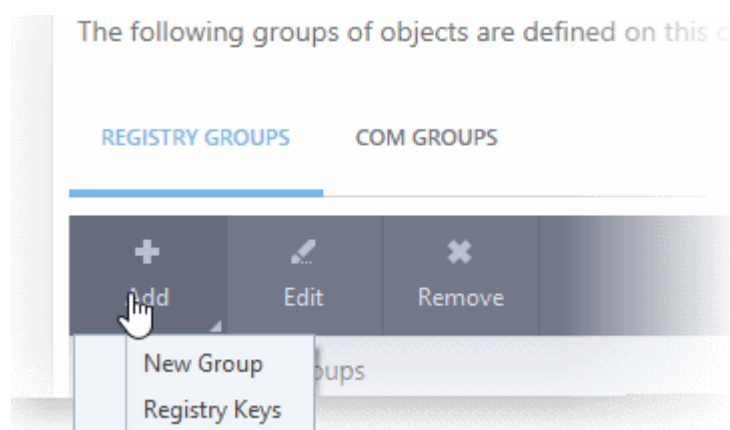 The following groups of objects are defined on this c
REGISTRY GROUPS COM GROUPS
Add Edit Remove
New Group
oups
Registry Keys